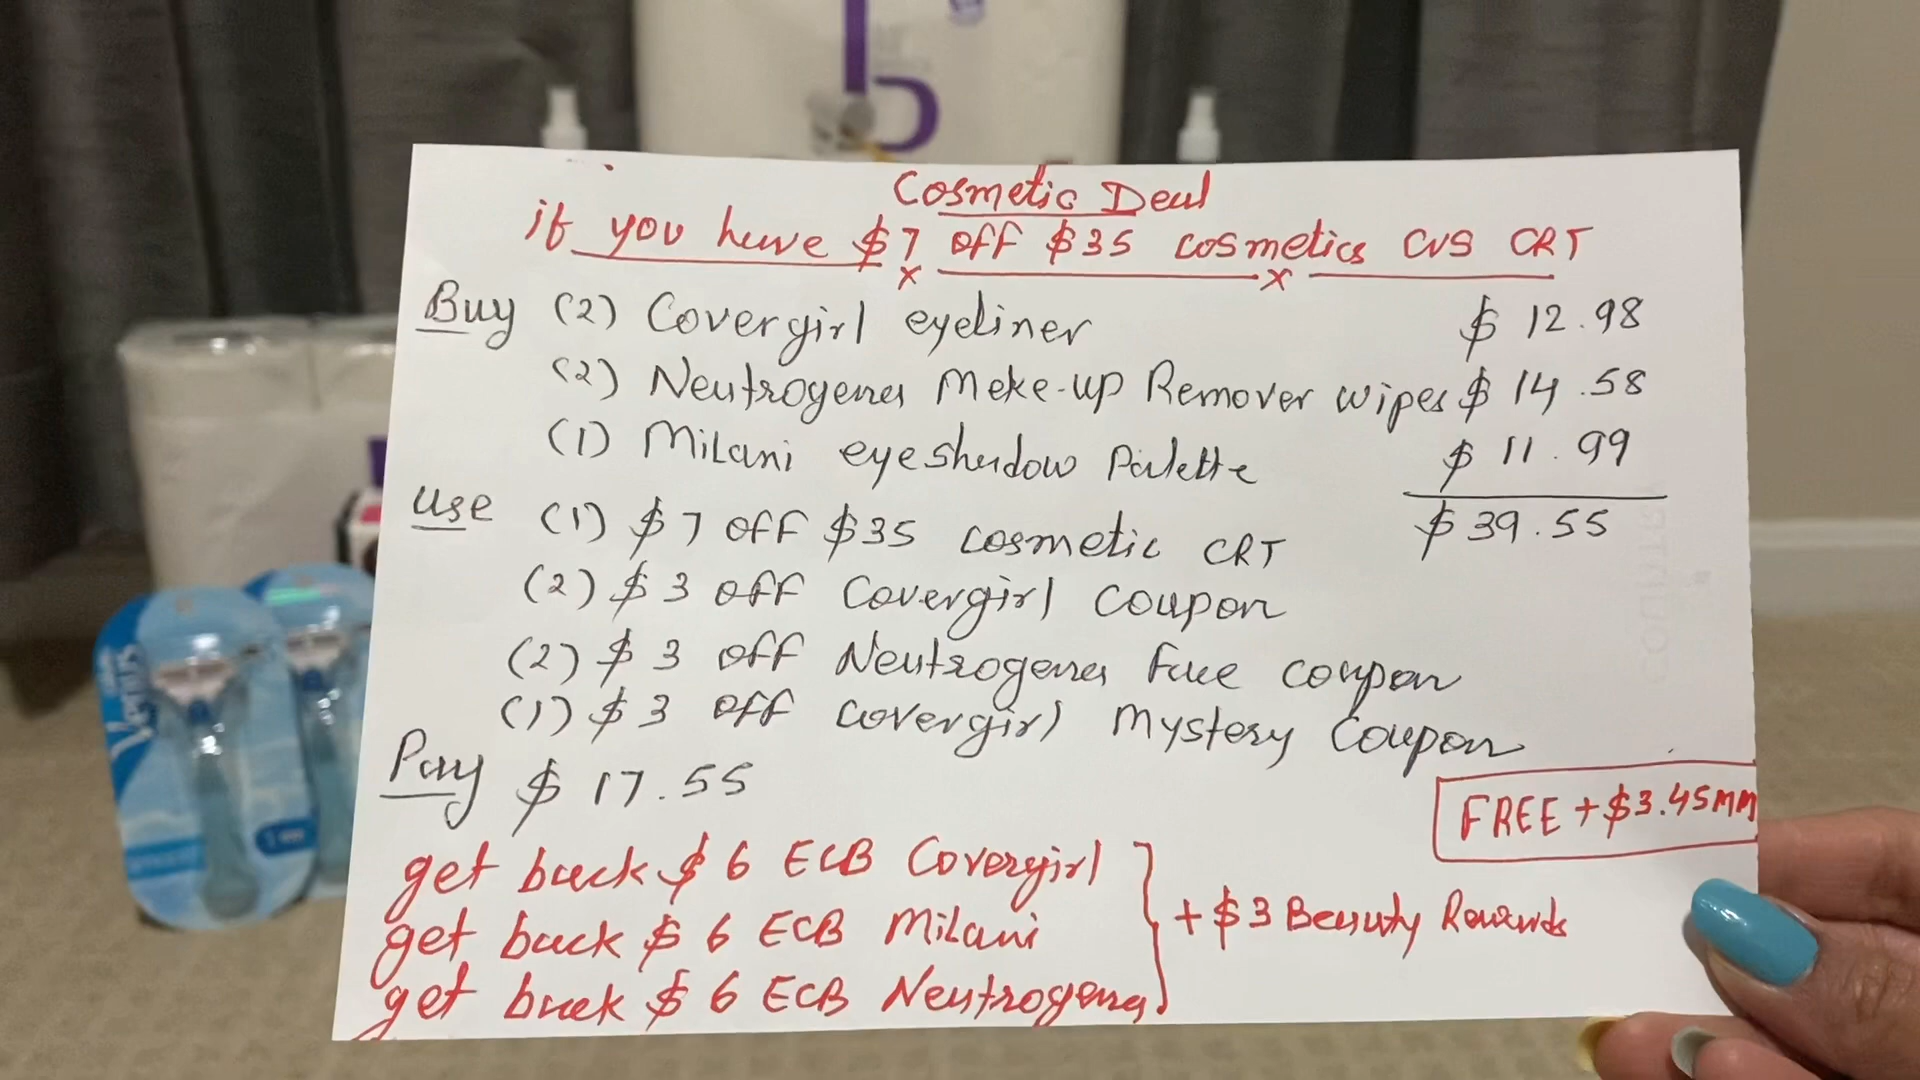 Cosmetic Deal
if you have $7 off $35 cosmetics CVS CRT
Buy (2) Covergirl eyeliner $12.98
(2) Neutrogena Make-up Remover wipes $14.58
(1) Milani eyeshadow Palette $11.99
$39.55
Use (1) $7 off $35 cosmetic CRT
(2) $3 off Covergirl Coupon
(2) $3 off Neutrogena Face coupon
(1) $3 off covergirl Mystery Coupon
Pay $17.55
FREE + $3.45MM
get back $6 ECB Covergirl
get back $6 ECB Milani
get back $6 ECB Neutrogena
+ $3 Beauty Rewards
Venus